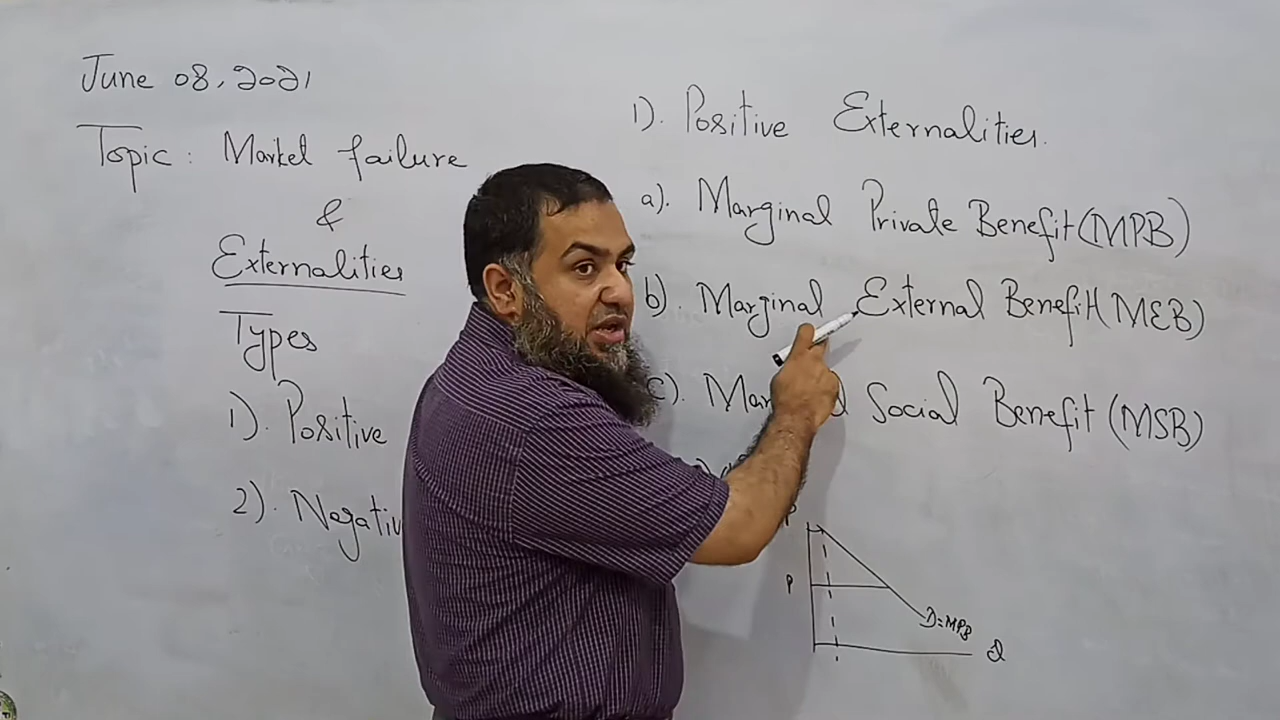 June 08, 2021
Topic: Market failure
&
Externalities
Types
1). Positive
2). Negativ
1). Positive Externalities.
a). Marginal Private Benefit (MPB)
b). Marginal External Benefit (MEB)
c). Social Benefit (MSB)
P
P
D=MPB
Q